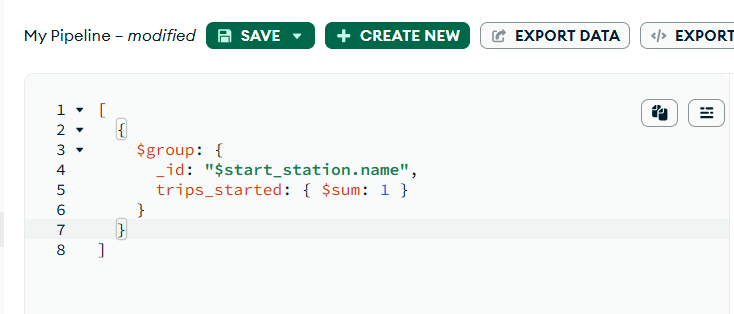 My Pipeline – modified SAVE CREATE NEW EXPORT DATA </> EXPORT
1 [
2 {
3 $group: {
4 _id: "$start_station.name",
5 trips_started: { $sum: 1 }
6 }
7 }
8 ]